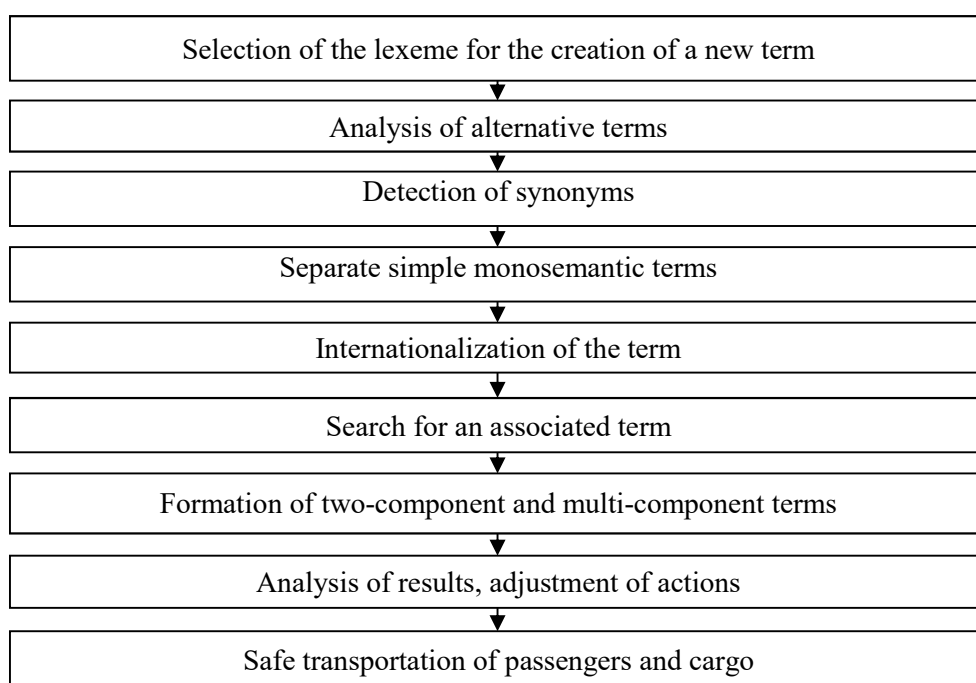 Selection of the lexeme for the creation of a new term
Analysis of alternative terms
Detection of synonyms
Separate simple monosemantic terms
Internationalization of the term
Search for an associated term
Formation of two-component and multi-component terms
Analysis of results, adjustment of actions
Safe transportation of passengers and cargo